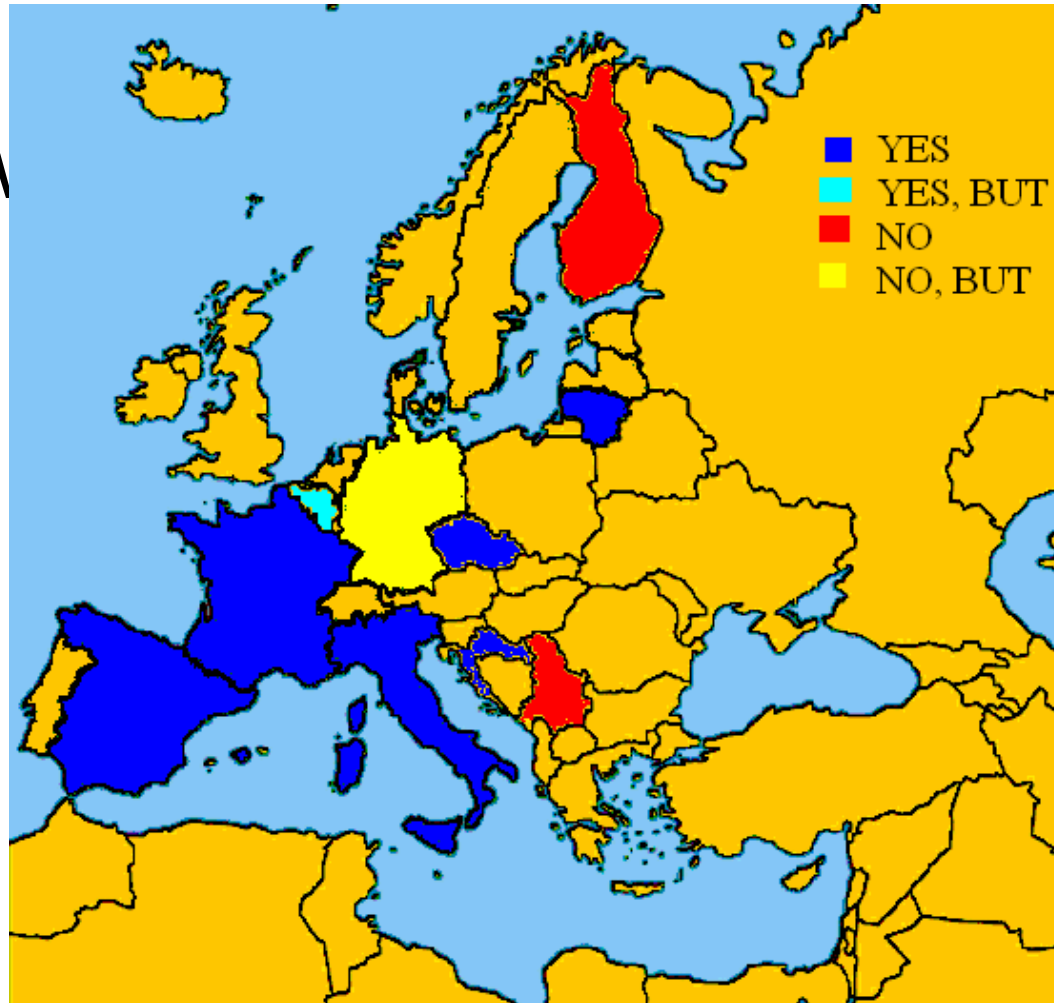 YES
YES, BUT
NO
NO, BUT